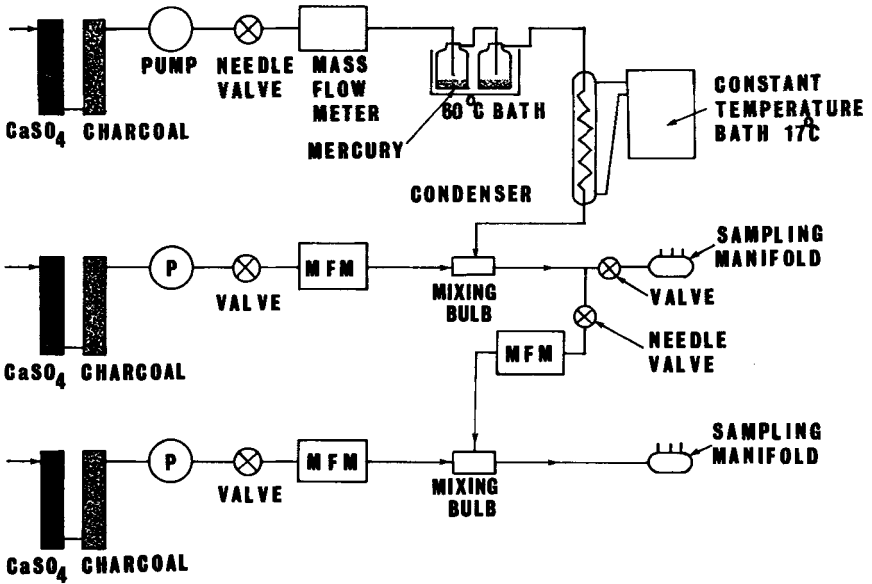 PUMP
NEEDLE
VALVE
MASS
FLOW
METER
60°C BATH
MERCURY
CaSO4
CHARCOAL
CONSTANT
TEMPERATURE
BATH 17°C
CONDENSER
P
VALVE
MFM
MIXING
BULB
SAMPLING
MANIFOLD
VALVE
NEEDLE
VALVE
MFM
CaSO4
CHARCOAL
P
VALVE
MFM
MIXING
BULB
SAMPLING
MANIFOLD
CaSO4
CHARCOAL